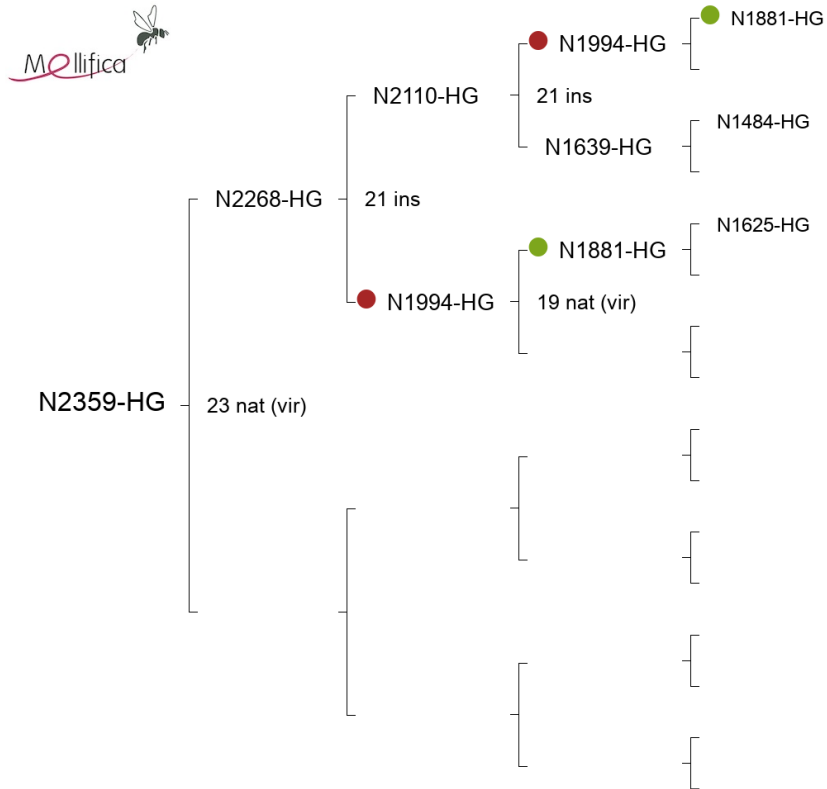 Mellifica
N1881-HG
N1994-HG
N2110-HG
21 ins
N1484-HG
N1639-HG
N2268-HG
21 ins
N1625-HG
N1881-HG
N1994-HG
19 nat (vir)
N2359-HG
23 nat (vir)